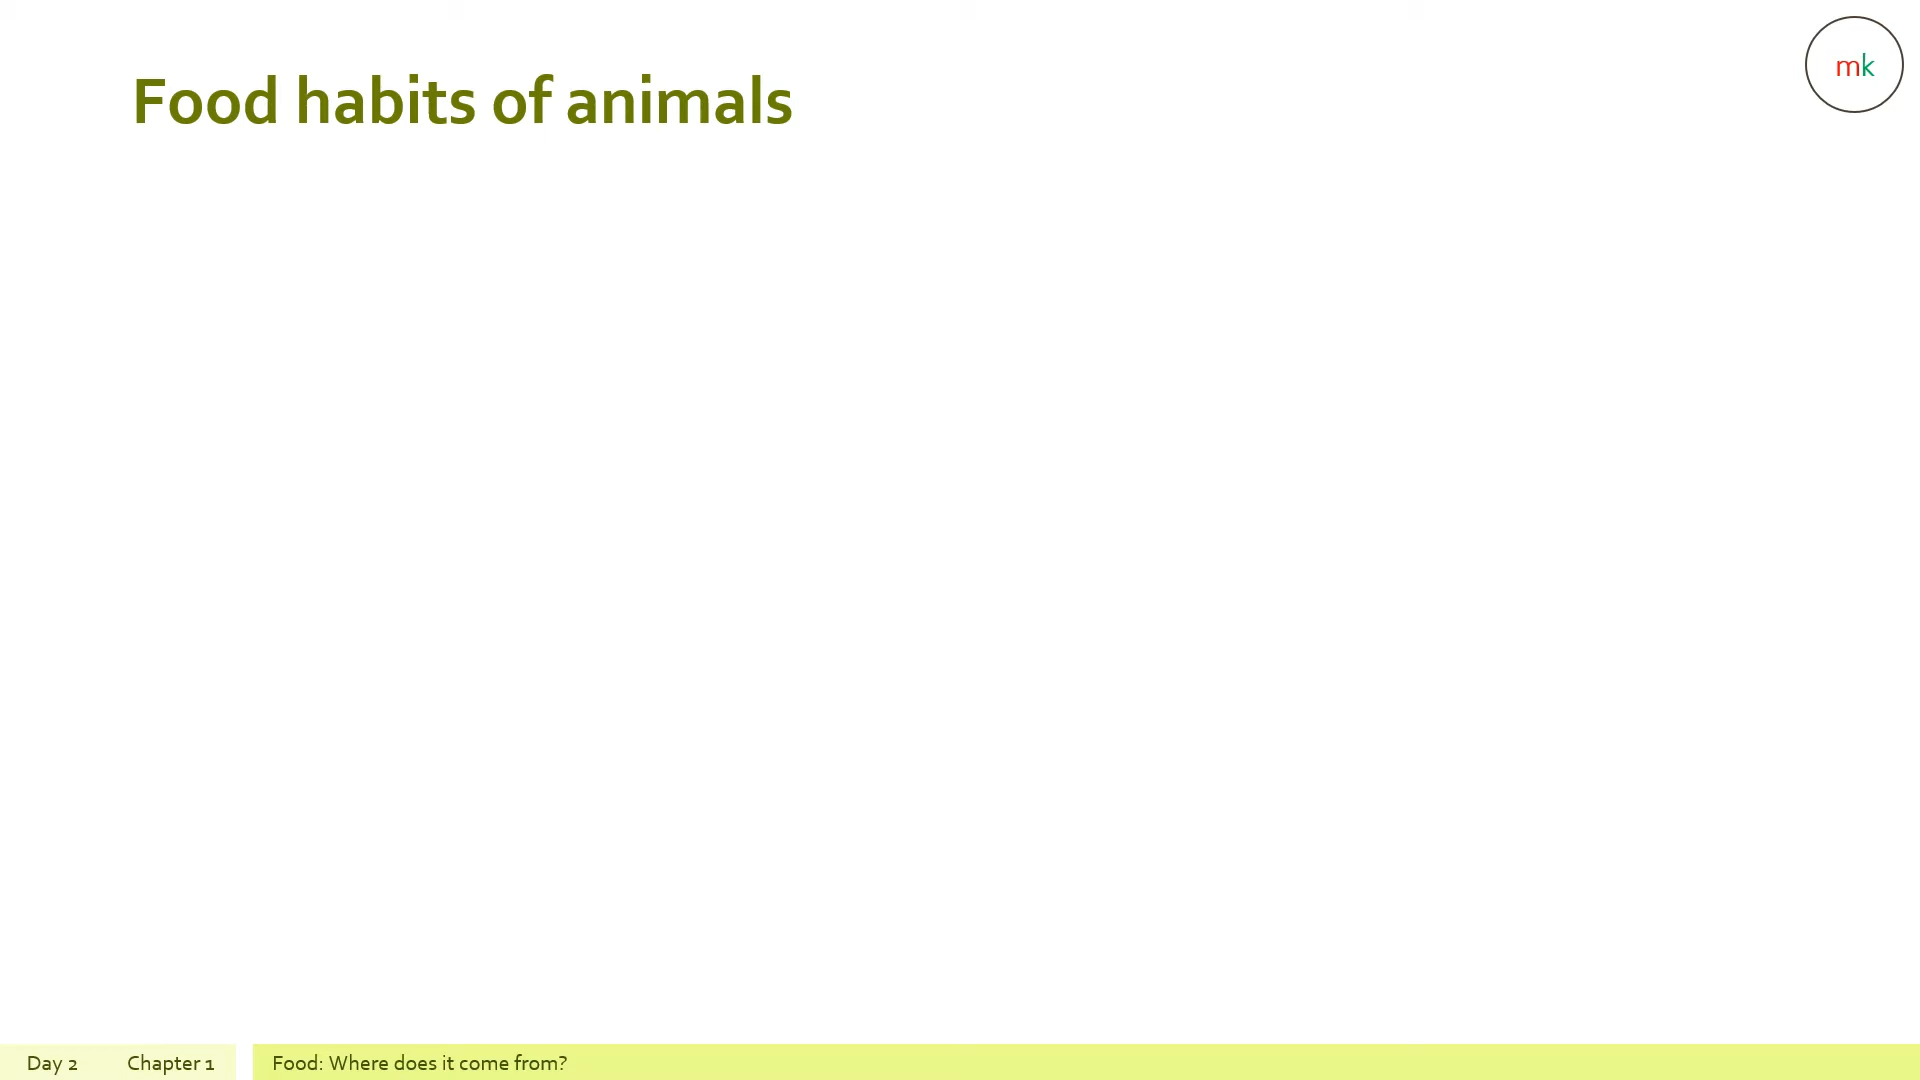 Food habits of animals
mk
Day 2 Chapter 1 Food: Where does it come from?